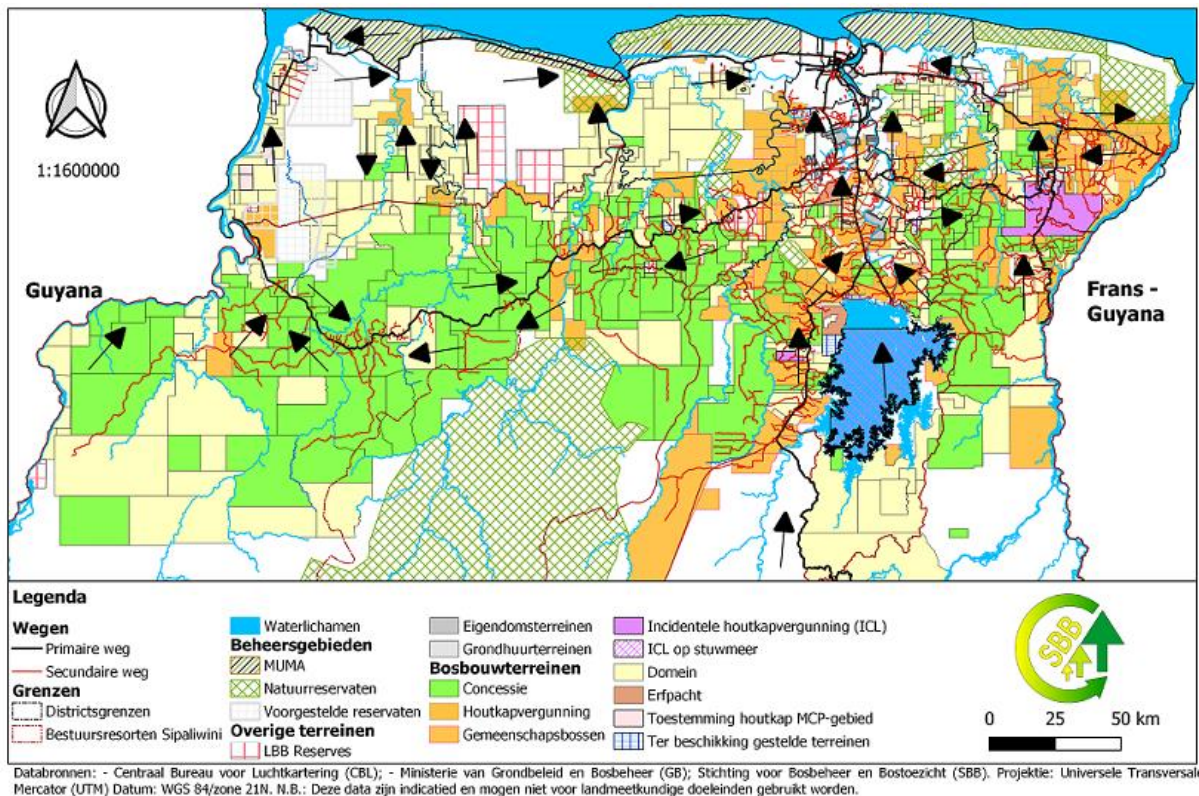 1:1600000
Guyana
Frans -
Guyana
Legenda
Wegen
Primaire weg
Secundaire weg
Grenzen
Districtsgrenzen
Bestuursresorten Sipaliwini
Waterlichamen
Beheersgebieden
MUMA
Natuurreservaten
Voorgestelde reservaten
Overige terreinen
LBB Reserves
Eigendomsterreinen
Grondhuurterreinen
Bosbouwterreinen
Concessie
Houtkapvergunning
Gemeenschapsbossen
Incidentele houtkapvergunning (ICL)
ICL op stuwmeer
Domein
Erfpacht
Toestemming houtkap MCP-gebied
Ter beschikking gestelde terreinen
SBB
0 25 50 km
Databronnen: - Centraal Bureau voor Luchtkartering (CBL); - Ministerie van Grondbeleid en Bosbeheer (GB); Stichting voor Bosbeheer en Bostoezicht (SBB). Projektie: Universele Transversale
Mercator (UTM) Datum: WGS 84/zone 21N. N.B.: Deze data zijn indicatied en mogen niet voor landmeetkundige doeleinden gebruikt worden.